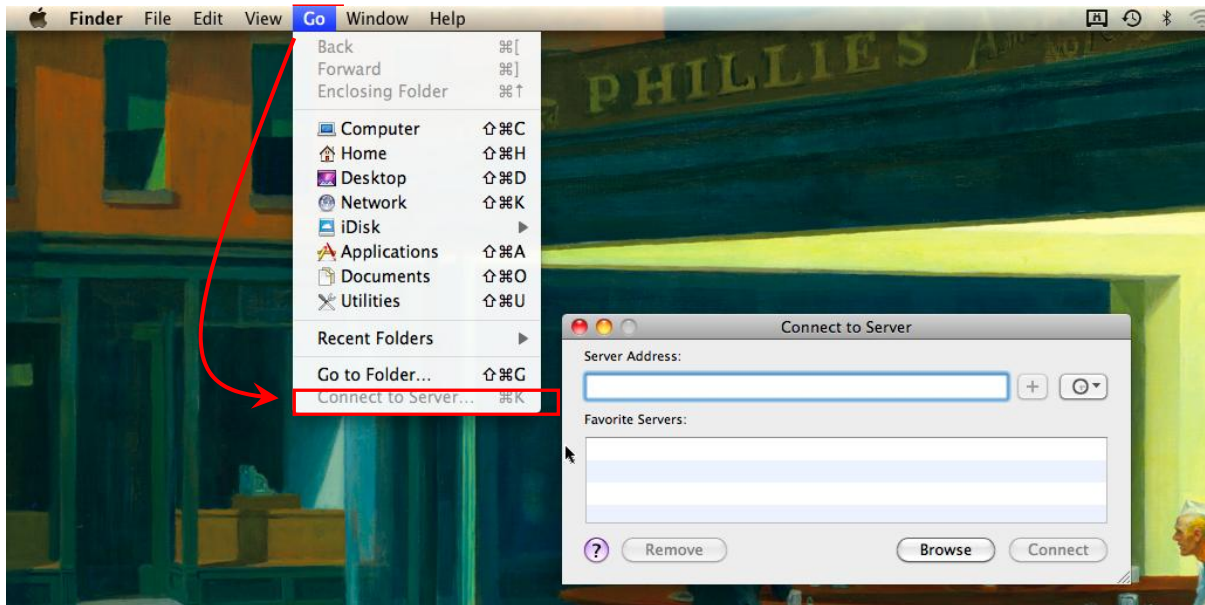 Finder File Edit View Go Window Help
PHILLIES
Back ⌘[
Forward ⌘]
Enclosing Folder ⌘↑
Computer ⇧⌘C
Home ⇧⌘H
Desktop ⇧⌘D
Network ⇧⌘K
iDisk ▶
Applications ⇧⌘A
Documents ⇧⌘O
Utilities ⇧⌘U
Recent Folders ▶
Go to Folder... ⇧⌘G
Connect to Server... ⌘K
Connect to Server
Server Address:
+
Favorite Servers:
? Remove Browse Connect